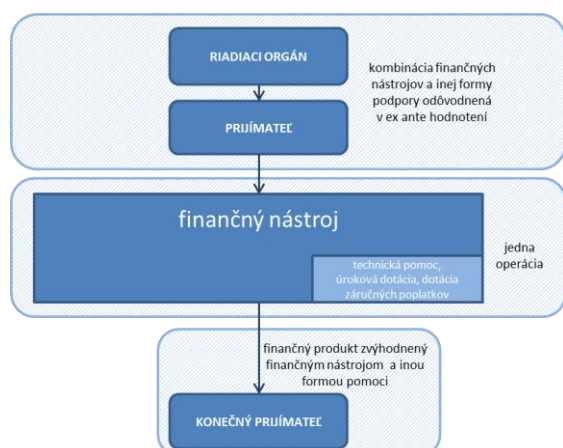 RIADIACI ORGÁN
kombinácia finančných
nástrojov a inej formy
podpory odôvodnená
v ex ante hodnotení
PRIJÍMATEĽ
finančný nástroj
technická pomoc,
úroková dotácia, dotácia
záručných poplatkov
jedna
operácia
finančný produkt zvýhodnený
finančným nástrojom a inou
formou pomoci
KONEČNÝ PRIJÍMATEĽ